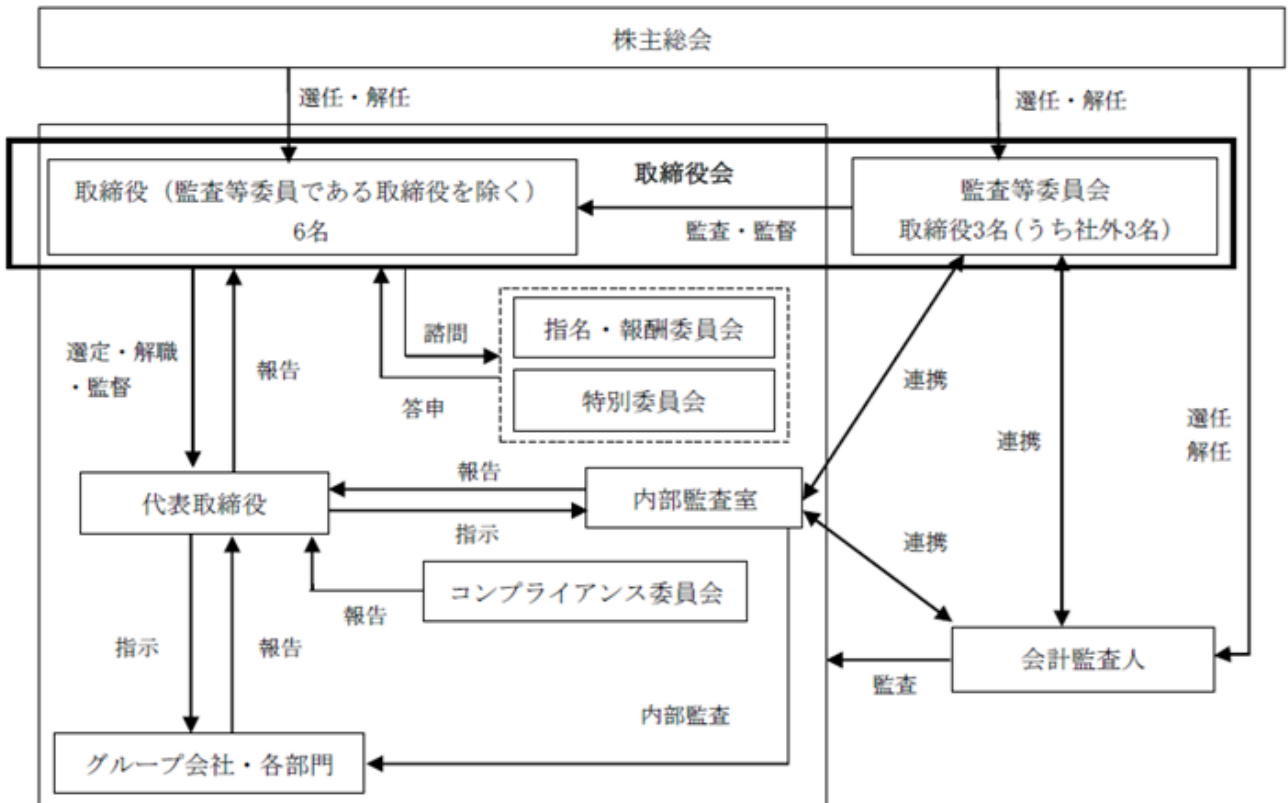 株主総会
選任・解任
選任・解任
取締役会
取締役（監査等委員である取締役を除く）
6名
監査等委員会
取締役3名(うち社外3名)
監査・監督
選定・解職
・監督
報告
諮問
答申
指名・報酬委員会
特別委員会
連携
連携
選任
解任
代表取締役
報告
指示
内部監査室
連携
コンプライアンス委員会
報告
指示
報告
会計監査人
監査
内部監査
グループ会社・各部門